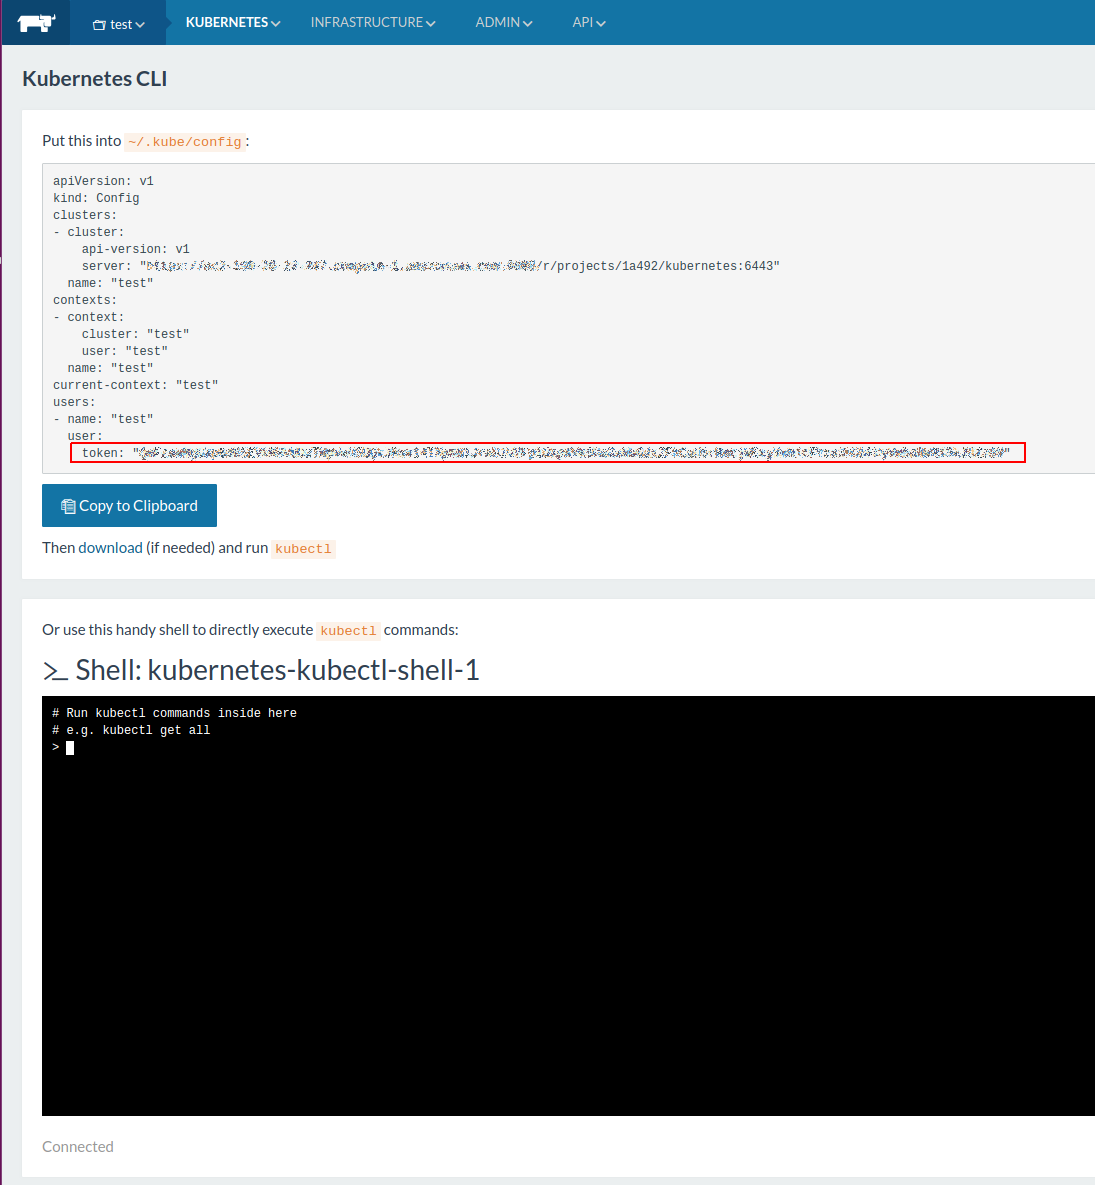 test KUBERNETES INFRASTRUCTURE ADMIN API
Kubernetes CLI
Put this into ~/.kube/config :
apiVersion: v1
kind: Config
clusters:
- cluster:
    api-version: v1
    server: "/r/projects/1a492/kubernetes:6443"
  name: "test"
contexts:
- context:
    cluster: "test"
    user: "test"
  name: "test"
current-context: "test"
users:
- name: "test"
  user:
    token: ""
Copy to Clipboard
Then download (if needed) and run kubectl
Or use this handy shell to directly execute kubectl commands:
Shell: kubernetes-kubectl-shell-1
# Run kubectl commands inside here
# e.g. kubectl get all
>
Connected